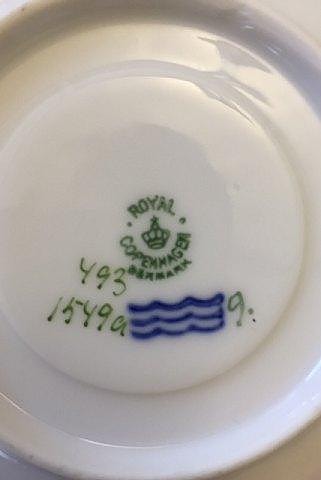 ROYAL
COPENHAGEN
DENMARK
493
1549a 9.